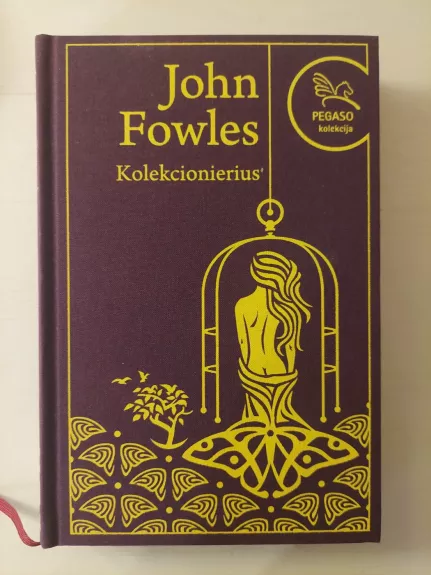 John
Fowles
Kolekcionierius
PEGASO
kolekcija